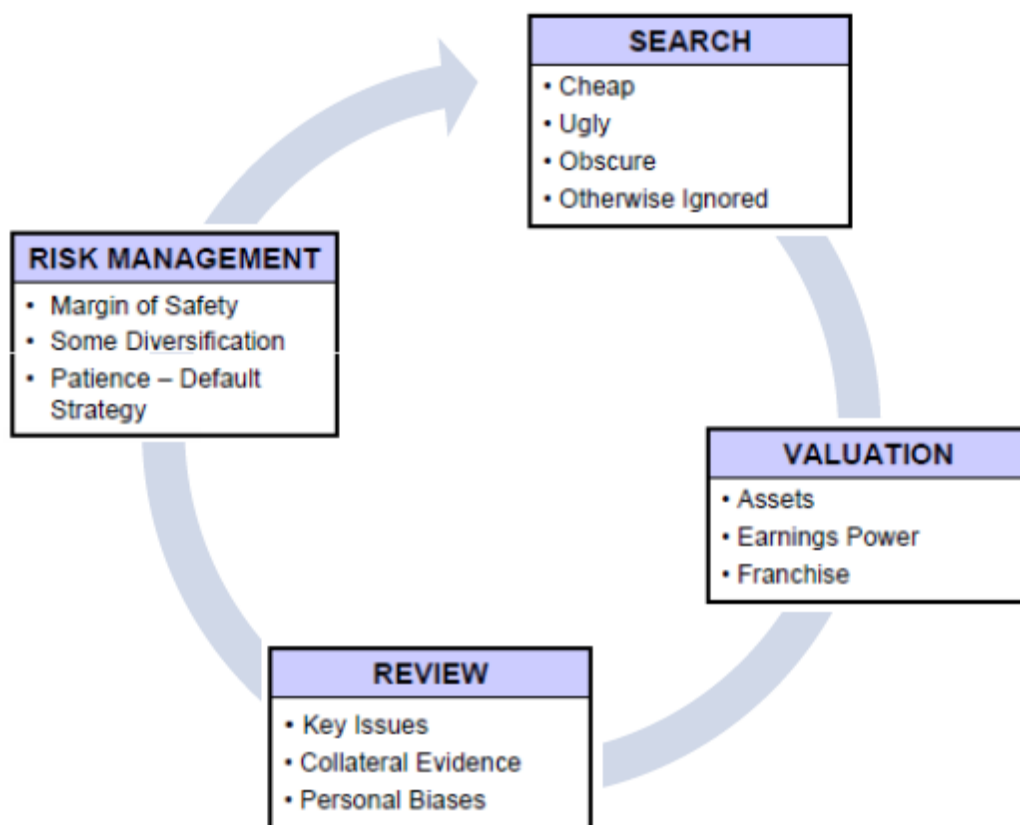 SEARCH
• Cheap
• Ugly
• Obscure
• Otherwise Ignored
VALUATION
• Assets
• Earnings Power
• Franchise
REVIEW
• Key Issues
• Collateral Evidence
• Personal Biases
RISK MANAGEMENT
• Margin of Safety
• Some Diversification
• Patience – Default
Strategy